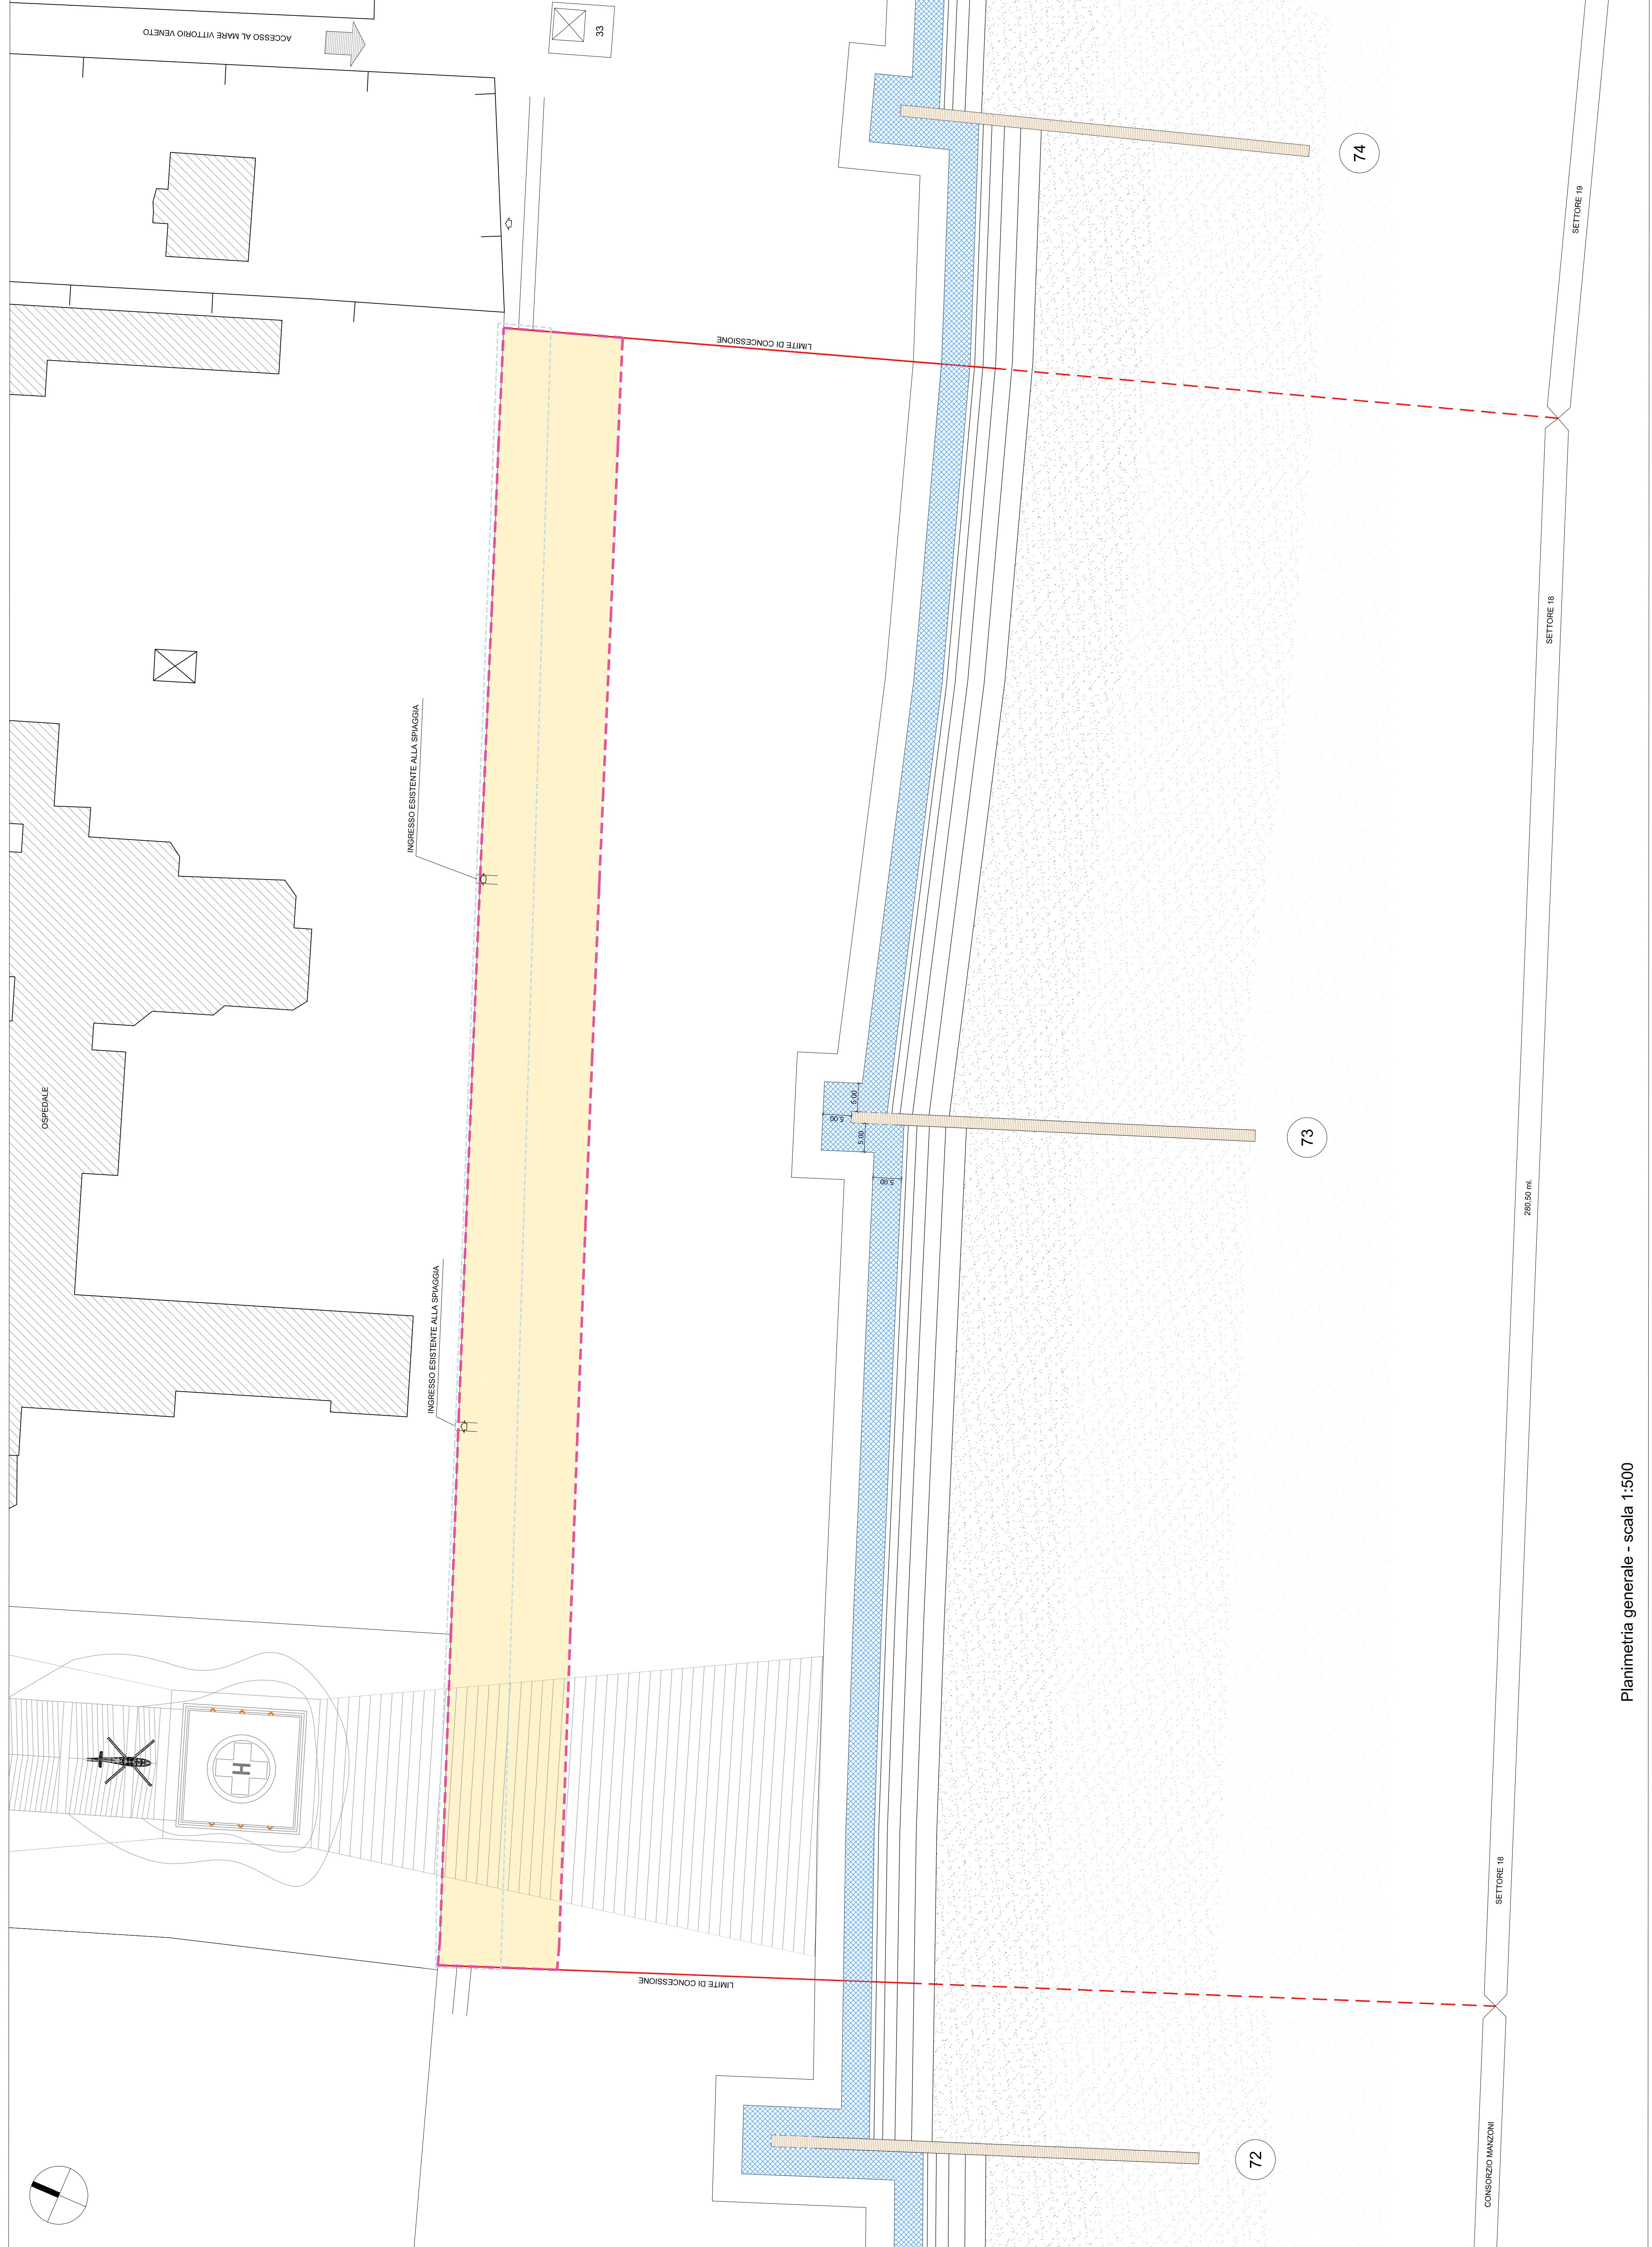 ACCESSO AL MARE VITTORIO VENETO
33
74
SETTORE 19
LIMITE DI CONCESSIONE
SETTORE 18
INGRESSO ESISTENTE ALLA SPIAGGIA
OSPEDALE
5.00
5.00
5.00
5.00
73
280,50 ml.
INGRESSO ESISTENTE ALLA SPIAGGIA
H
SETTORE 18
LIMITE DI CONCESSIONE
72
CONSORZIO MANZONI
Planimetria generale - scala 1:500